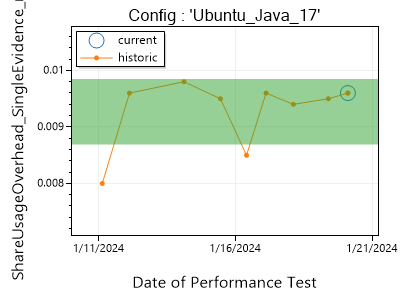 Config : 'Ubuntu_Java_17'
current
historic
0.01
0.009
0.008
1/11/2024
1/16/2024
1/21/2024
Date of Performance Test
ShareUsageOverhead_SingleEvidence_